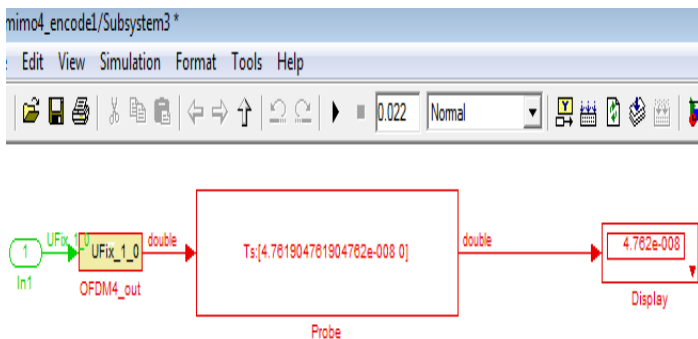 mimo4_encode1/Subsystem3 *
Edit View Simulation Format Tools Help
0.022 Normal
1 UFix_1_0 UFix_1_0 double Ts:[4.761904761904762e-008 0] double 4.762e-008
In1 OFDM4_out Probe Display